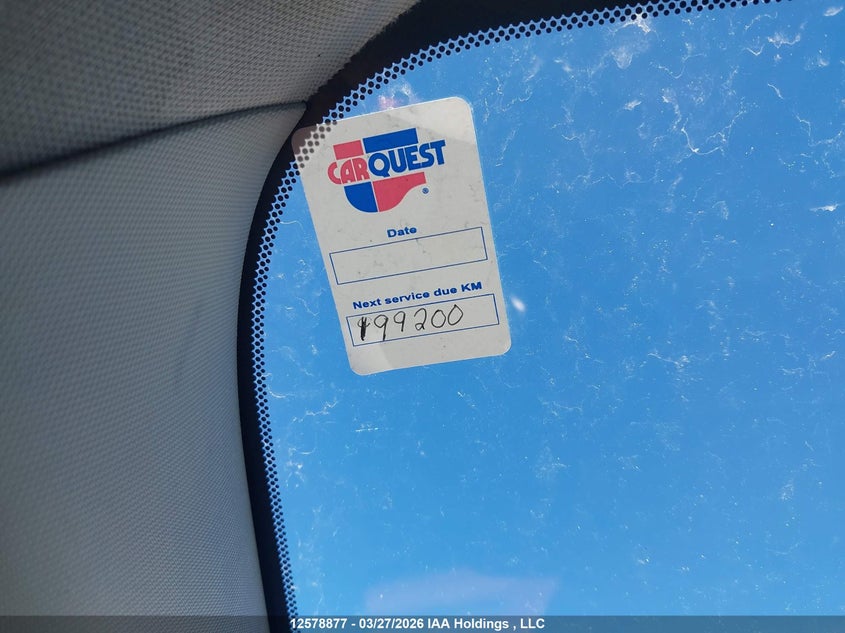 CARQUEST®
Date
Next service due KM
199200
12578877 - 03/27/2026 IAA Holdings , LLC